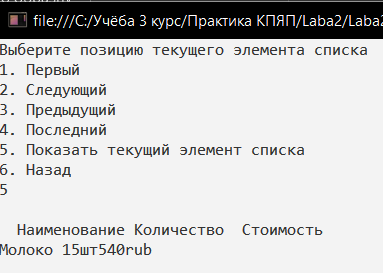 file:///C:/Учёба 3 курс/Практика КПЯП/Laba2/Laba2
Выберите позицию текущего элемента списка
1. Первый
2. Следующий
3. Предыдущий
4. Последний
5. Показать текущий элемент списка
6. Назад
5
Наименование Количество  Стоимость
Молоко 15шт540rub